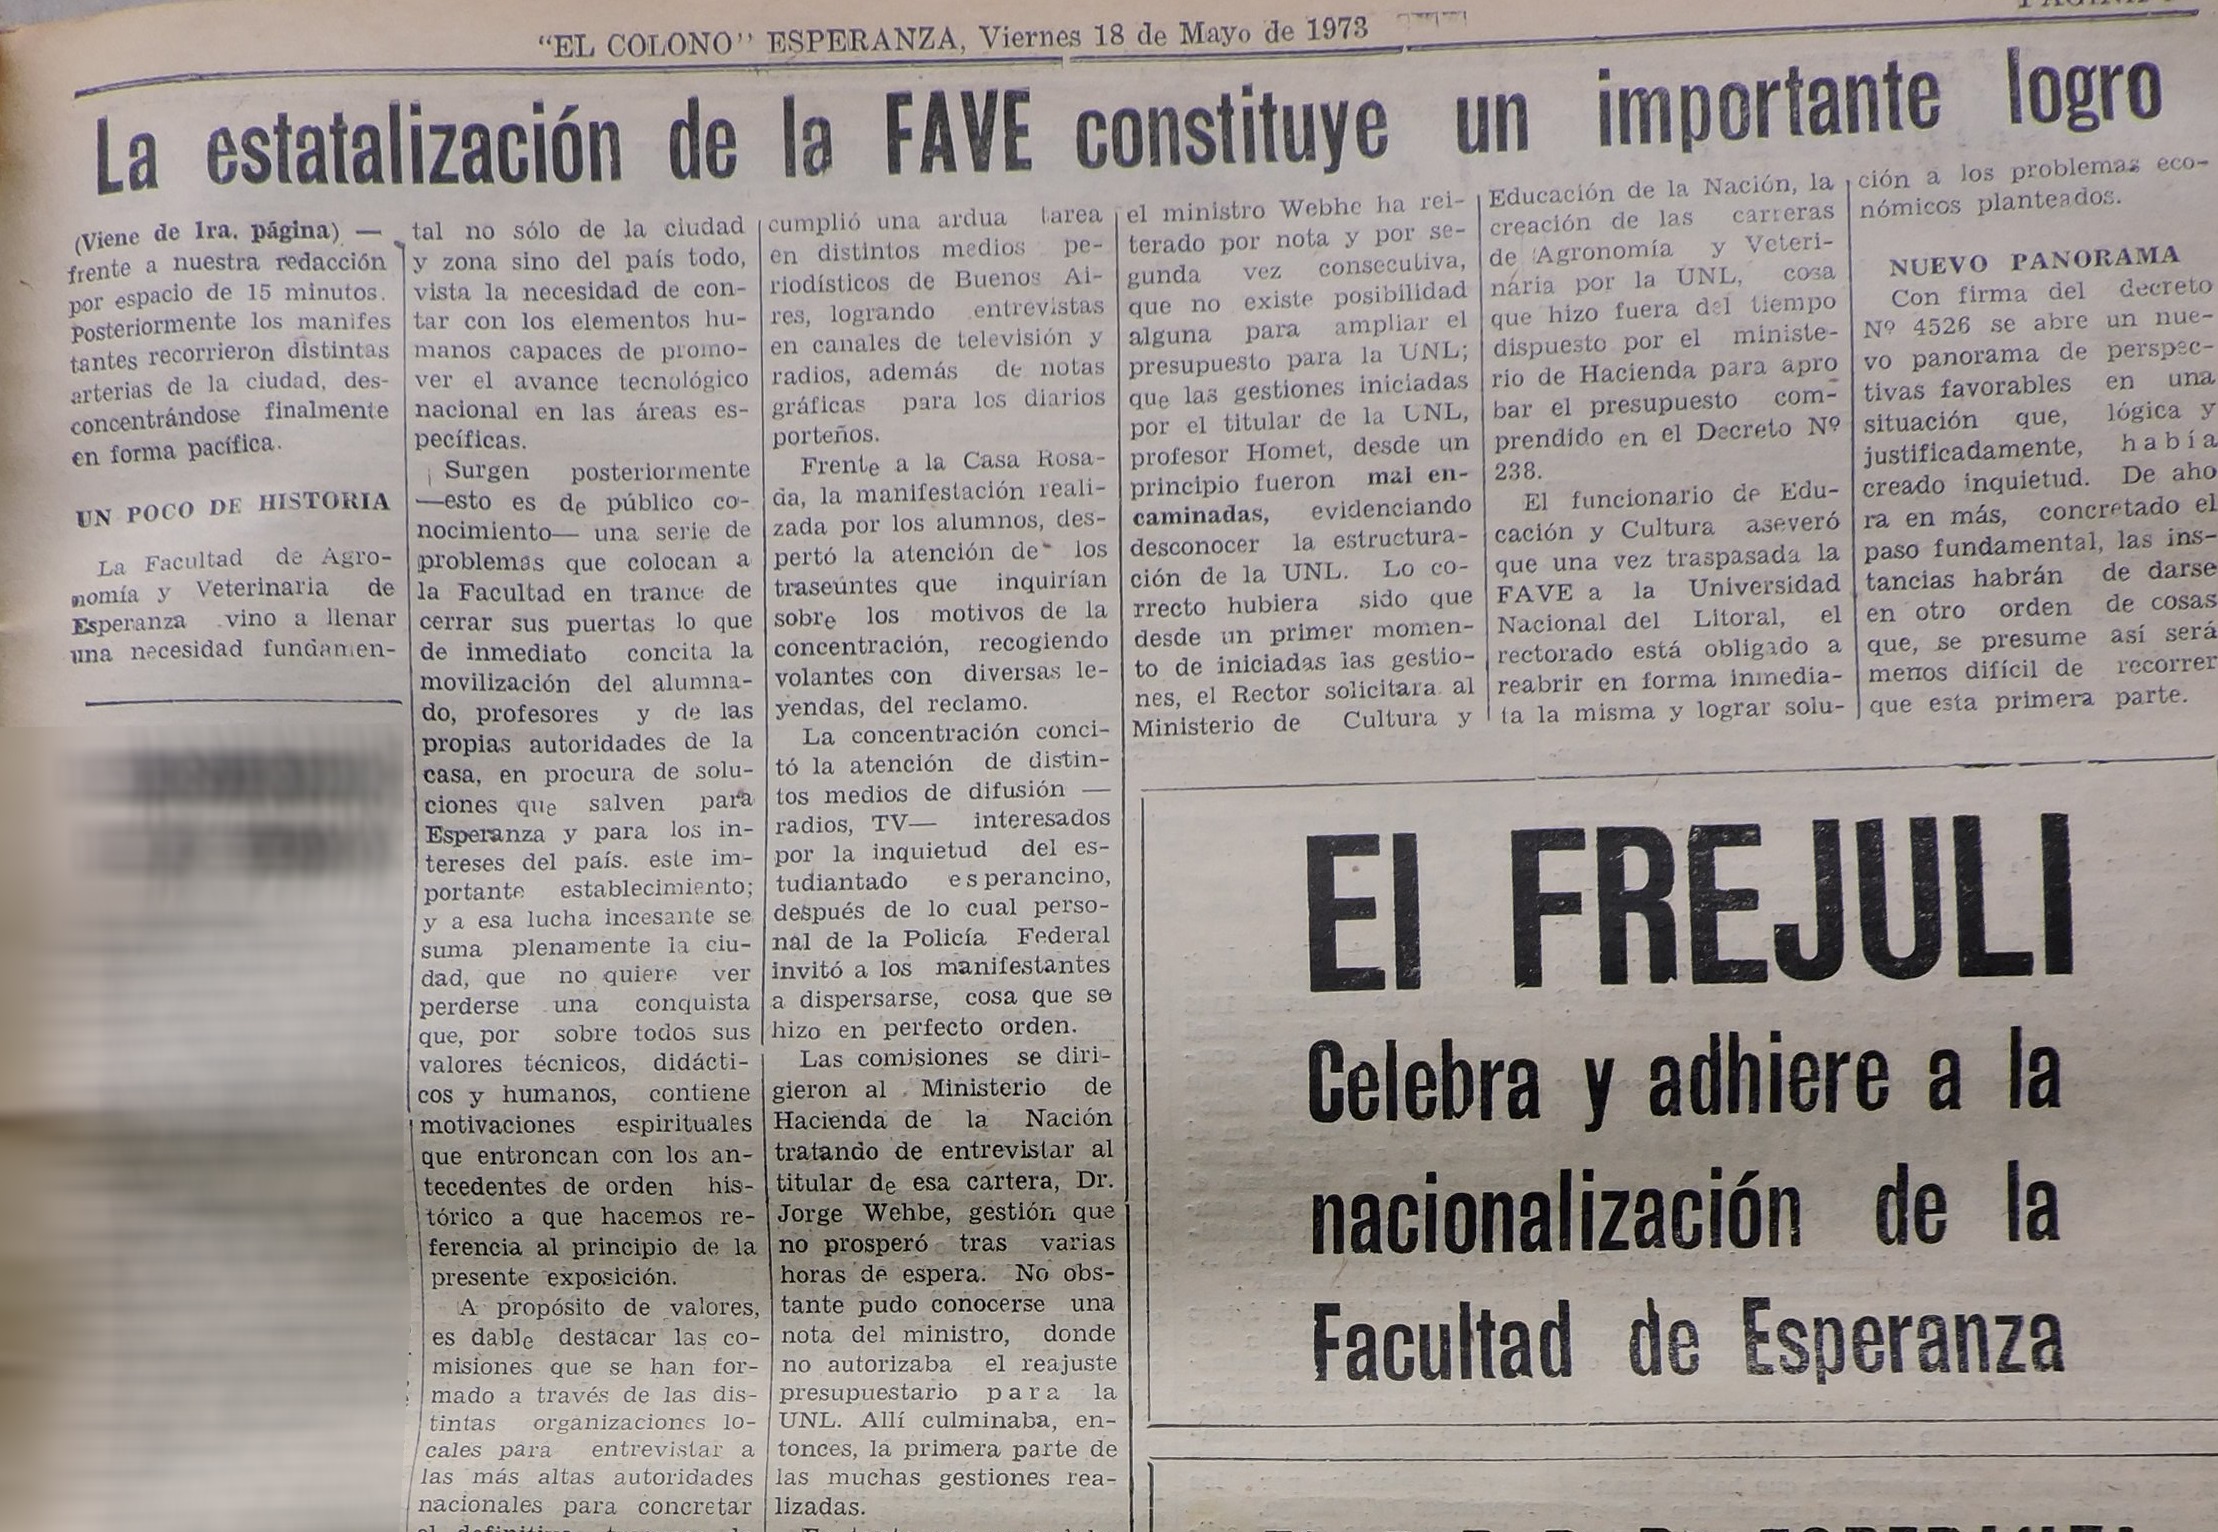 "EL COLONO" ESPERANZA, Viernes 18 de Mayo de 1973
La estatalización de la FAVE constituye un importante logro
(Viene de 1ra. página) —
frente a nuestra redacción
por espacio de 15 minutos.
Posteriormente los manifes
tantes recorrieron distintas
arterias de la ciudad, des-
concentrándose finalmente
en forma pacífica.
UN POCO DE HISTORIA
La Facultad de Agro-
nomía y Veterinaria de
Esperanza vino a llenar
una necesidad fundamen-
tal no sólo de la ciudad
y zona sino del país todo,
vista la necesidad de con-
tar con los elementos hu-
manos capaces de promo-
ver el avance tecnológico
nacional en las áreas es-
pecíficas.
Surgen posteriormente
—esto es de público co-
nocimiento— una serie de
problemas que colocan a
la Facultad en trance de
cerrar sus puertas lo que
de inmediato concita la
movilización del alumna-
do, profesores y de las
propias autoridades de la
casa, en procura de solu-
ciones que salven para
Esperanza y para los in-
tereses del país. este im-
portante establecimiento;
y a esa lucha incesante se
suma plenamente la ciu-
dad, que no quiere ver
perderse una conquista
que, por sobre todos sus
valores técnicos, didácti-
cos y humanos, contiene
motivaciones espirituales
que entroncan con los an-
tecedentes de orden his-
tórico a que hacemos re-
ferencia al principio de la
presente exposición.
A propósito de valores,
es dable destacar las co-
misiones que se han for-
mado a través de las dis-
tintas organizaciones lo-
cales para entrevistar a
las más altas autoridades
nacionales para concretar
cumplió una ardua tarea
en distintos medios pe-
riodísticos de Buenos Ai-
res, logrando entrevistas
en canales de televisión y
radios, además de notas
gráficas para los diarios
porteños.
Frente a la Casa Rosa-
da, la manifestación reali-
zada por los alumnos, des-
pertó la atención de los
traseúntes que inquirían
sobre los motivos de la
concentración, recogiendo
volantes con diversas le-
yendas, del reclamo.
La concentración conci-
tó la atención de distin-
tos medios de difusión —
radios, TV— interesados
por la inquietud del es-
tudiantado esperancino,
después de lo cual perso-
nal de la Policía Federal
invitó a los manifestantes
a dispersarse, cosa que se
hizo en perfecto orden.
Las comisiones se diri-
gieron al Ministerio de
Hacienda de la Nación
tratando de entrevistar al
titular de esa cartera, Dr.
Jorge Wehbe, gestión que
no prosperó tras varias
horas de espera. No obs-
tante pudo conocerse una
nota del ministro, donde
no autorizaba el reajuste
presupuestario para la
UNL. Allí culminaba, en-
tonces, la primera parte de
las muchas gestiones rea-
lizadas.
el ministro Webhe ha rei-
terado por nota y por se-
gunda vez consecutiva,
que no existe posibilidad
alguna para ampliar el
presupuesto para la UNL;
que las gestiones iniciadas
por el titular de la UNL,
profesor Homet, desde un
principio fueron mal en-
caminadas, evidenciando
desconocer la estructura-
ción de la UNL. Lo co-
rrecto hubiera sido que
desde un primer momen-
to de iniciadas las gestio-
nes, el Rector solicitara al
Ministerio de Cultura y
Educación de la Nación, la
creación de las carreras
de Agronomía y Veteri-
naria por la UNL, cosa
que hizo fuera del tiempo
dispuesto por el ministe-
rio de Hacienda para apro
bar el presupuesto com-
prendido en el Decreto Nº
238.
El funcionario de Edu-
cación y Cultura aseveró
que una vez traspasada la
FAVE a la Universidad
Nacional del Litoral, el
rectorado está obligado a
reabrir en forma inmedia-
ta la misma y lograr solu-
ción a los problemas eco-
nómicos planteados.
NUEVO PANORAMA
Con firma del decreto
Nº 4526 se abre un nue-
vo panorama de perspec-
tivas favorables en una
situación que, lógica y
justificadamente, había
creado inquietud. De aho
ra en más, concretado el
paso fundamental, las ins-
tancias habrán de darse
en otro orden de cosas
que, se presume así será
menos difícil de recorrer
que esta primera parte.
El FREJULI
Celebra y adhiere a la
nacionalización de la
Facultad de Esperanza